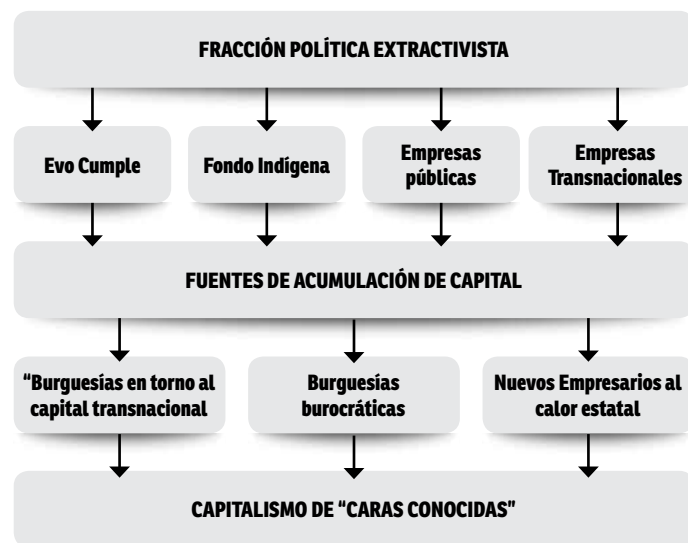 FRACCIÓN POLÍTICA EXTRACTIVISTA
Evo Cumple
Fondo Indígena
Empresas
públicas
Empresas
Transnacionales
FUENTES DE ACUMULACIÓN DE CAPITAL
“Burguesías en torno al
capital transnacional
Burguesías
burocráticas
Nuevos Empresarios al
calor estatal
CAPITALISMO DE “CARAS CONOCIDAS”